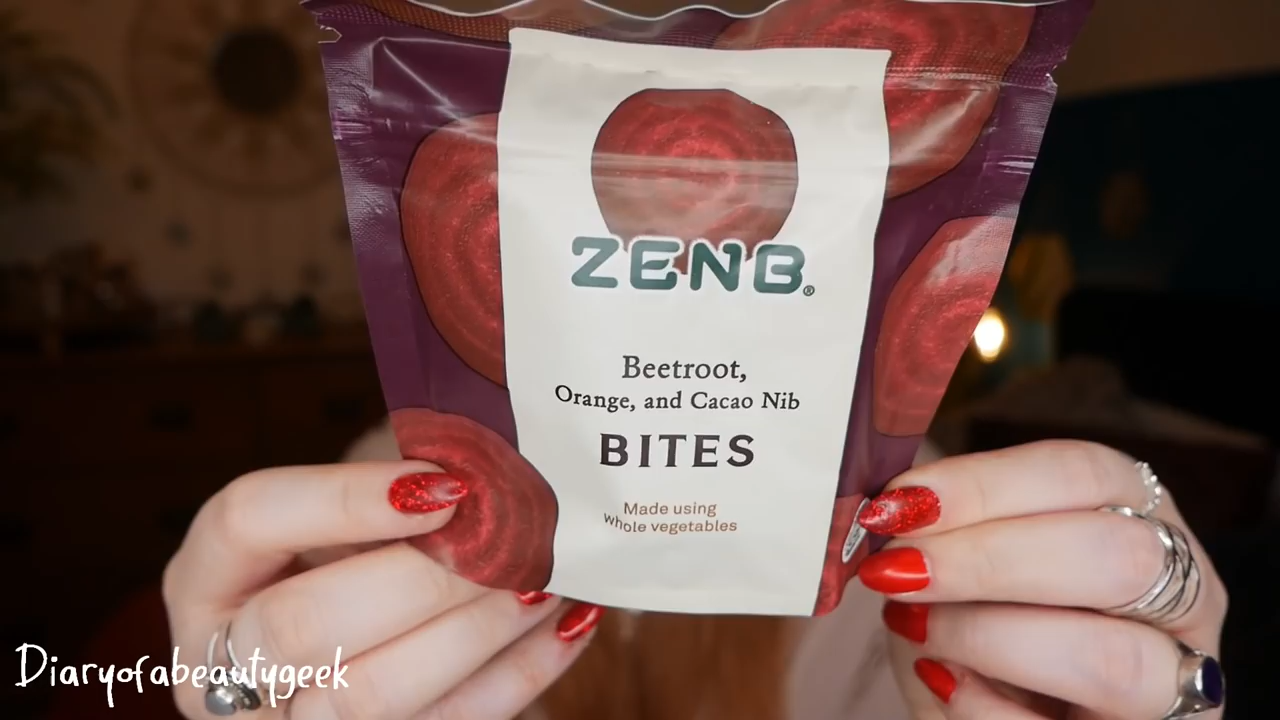 ZENB®
Beetroot,
Orange, and Cacao Nib
BITES
Made using
whole vegetables
Diaryofabeautygeek